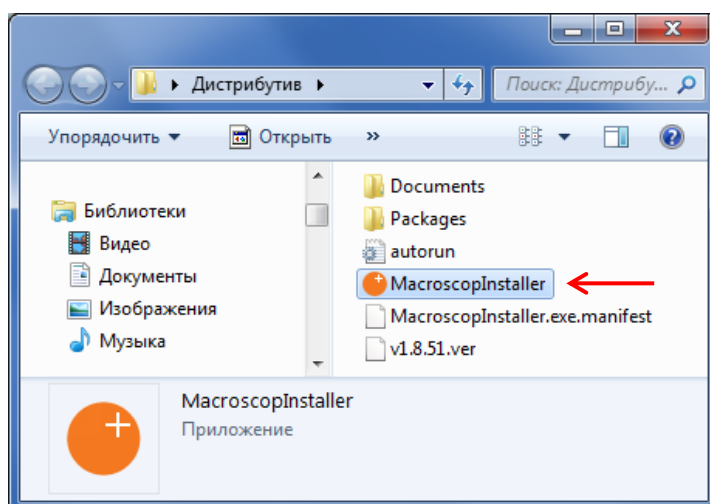 Дистрибутив
Поиск: Дистрибу...
Упорядочить
Открыть
»
Библиотеки
Видео
Документы
Изображения
Музыка
Documents
Packages
autorun
MacroscopInstaller
MacroscopInstaller.exe.manifest
v1.8.51.ver
MacroscopInstaller
Приложение